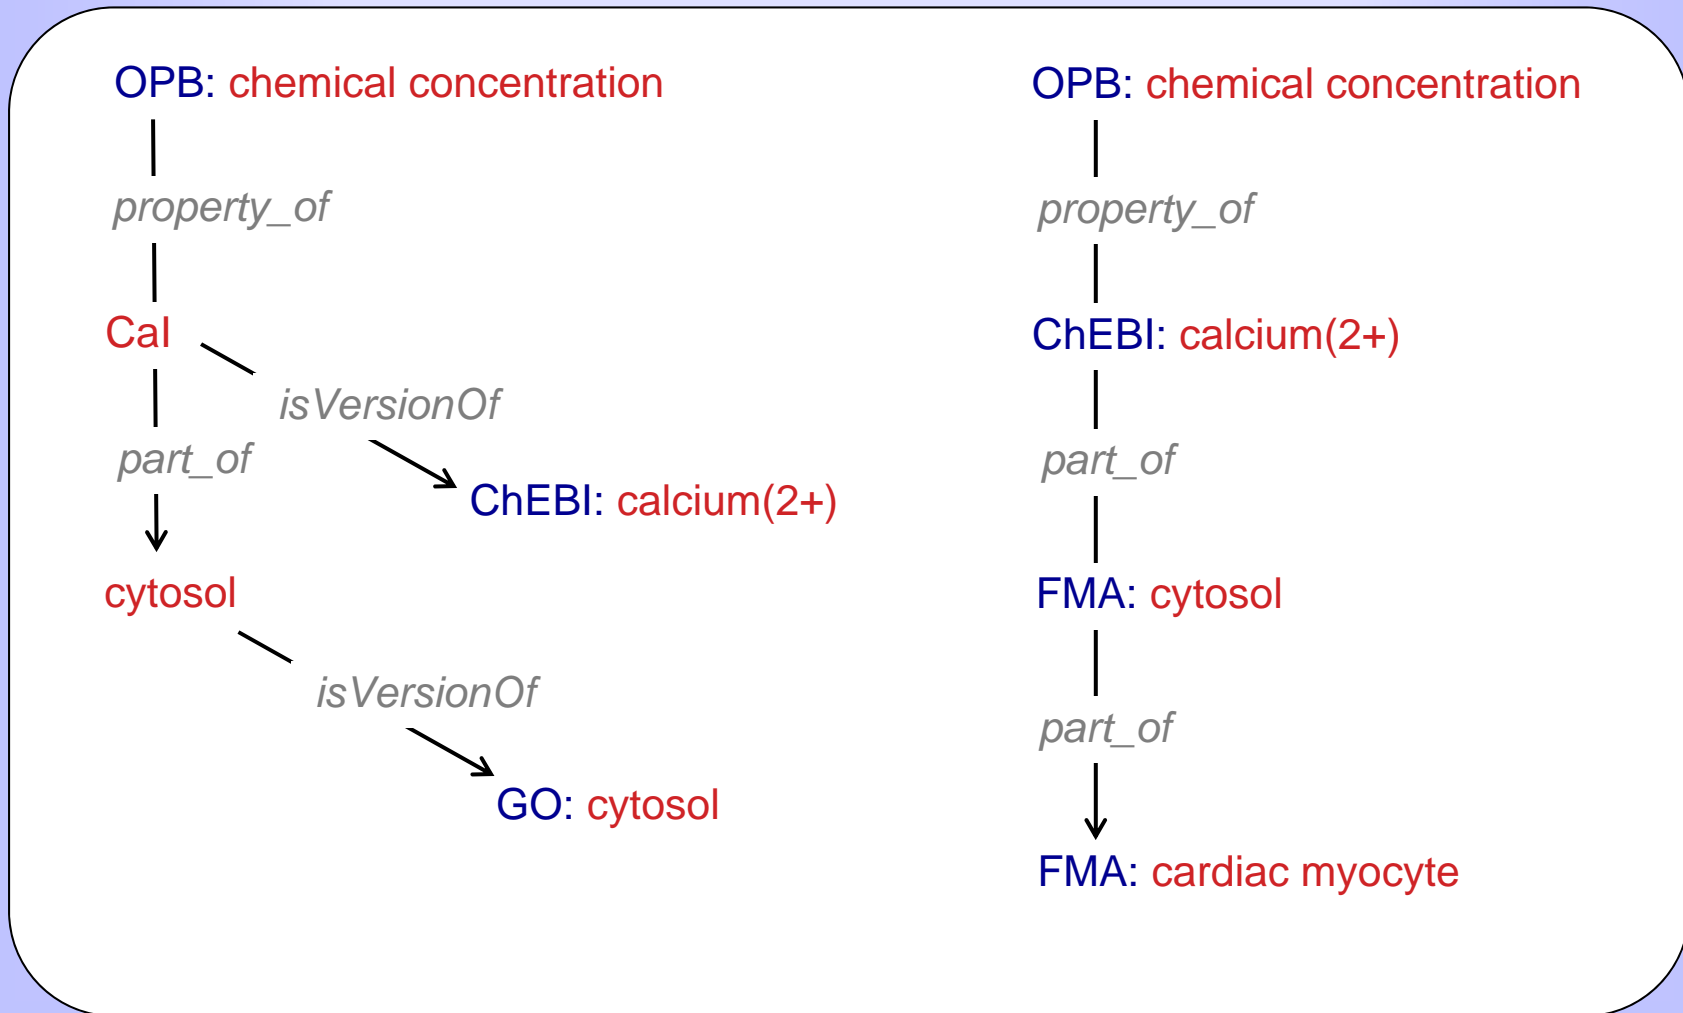 OPB: chemical concentration
property_of
CaI
isVersionOf
part_of
ChEBI: calcium(2+)
cytosol
isVersionOf
GO: cytosol
OPB: chemical concentration
property_of
ChEBI: calcium(2+)
part_of
FMA: cytosol
part_of
FMA: cardiac myocyte